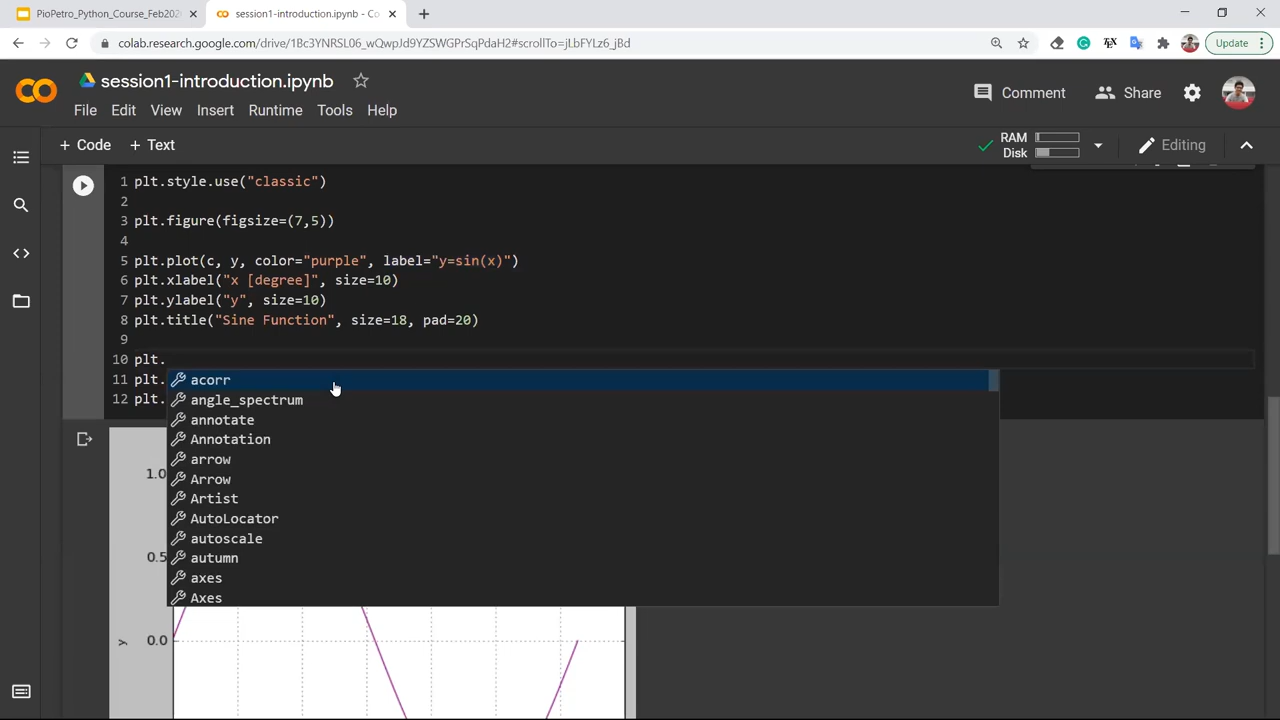 PioPetro_Python_Course_Feb202
session1-introduction.ipynb - Co
colab.research.google.com/drive/1Bc3YNRSL06_wQwpJd9YZSWGPrSqPdaH2#scrollTo=jLbFYLz6_jBd
Update
session1-introduction.ipynb
Comment
Share
File Edit View Insert Runtime Tools Help
+ Code + Text
RAM
Disk
Editing
1 plt.style.use("classic")
2
3 plt.figure(figsize=(7,5))
4
5 plt.plot(c, y, color="purple", label="y=sin(x)")
6 plt.xlabel("x [degree]", size=10)
7 plt.ylabel("y", size=10)
8 plt.title("Sine Function", size=18, pad=20)
9
10 plt.
11 plt.
12 plt.
acorr
angle_spectrum
annotate
Annotation
arrow
Arrow
Artist
AutoLocator
autoscale
autumn
axes
Axes
1.0
0.5
0.0
y